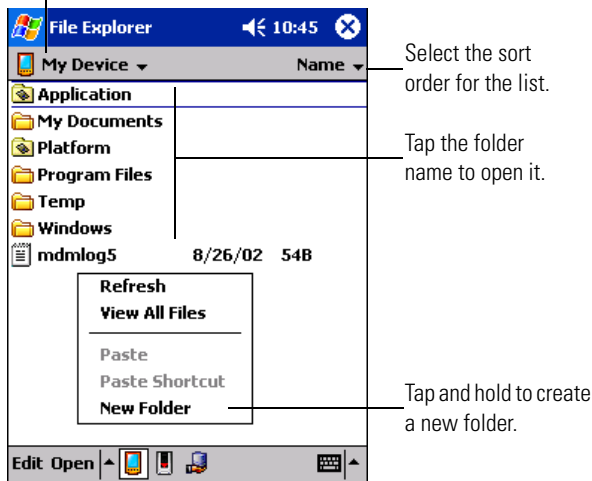 File Explorer 10:45
My Device Name
Select the sort
order for the list.
Application
My Documents
Tap the folder
name to open it.
Platform
Program Files
Temp
Windows
mdmlog5 8/26/02 54B
Refresh
View All Files
Paste
Paste Shortcut
New Folder
Tap and hold to create
a new folder.
Edit Open